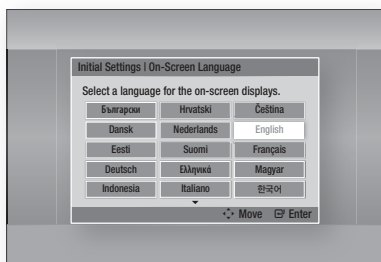 Initial Settings | On-Screen Language
Select a language for the on-screen displays.
Български Hrvatski Čeština
Dansk Nederlands English
Eesti Suomi Français
Deutsch Ελληνικά Magyar
Indonesia Italiano 한국어
Move Enter